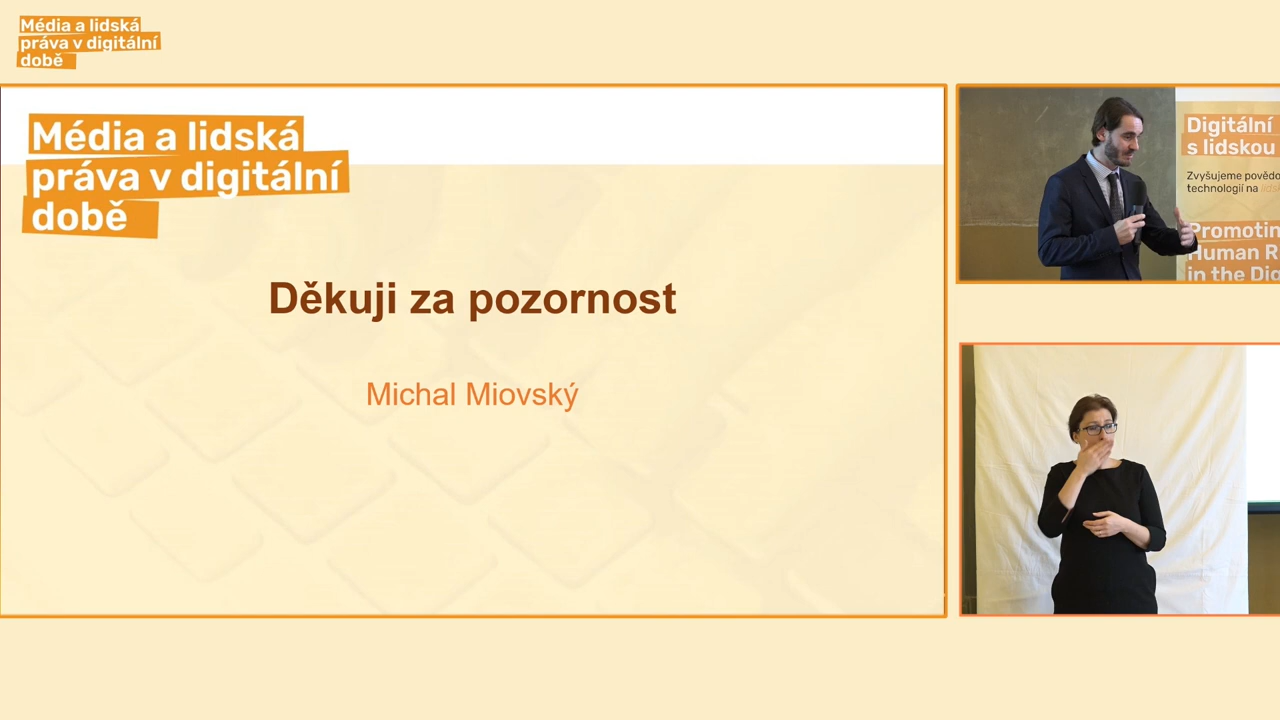 Média a lidská
práva v digitální
době
Média a lidská
práva v digitální
době
Děkuji za pozornost
Michal Miovský
Digitální
s lidskou
Zvyšujeme povědo
technologií na
Promotin
Human R
in the Dig